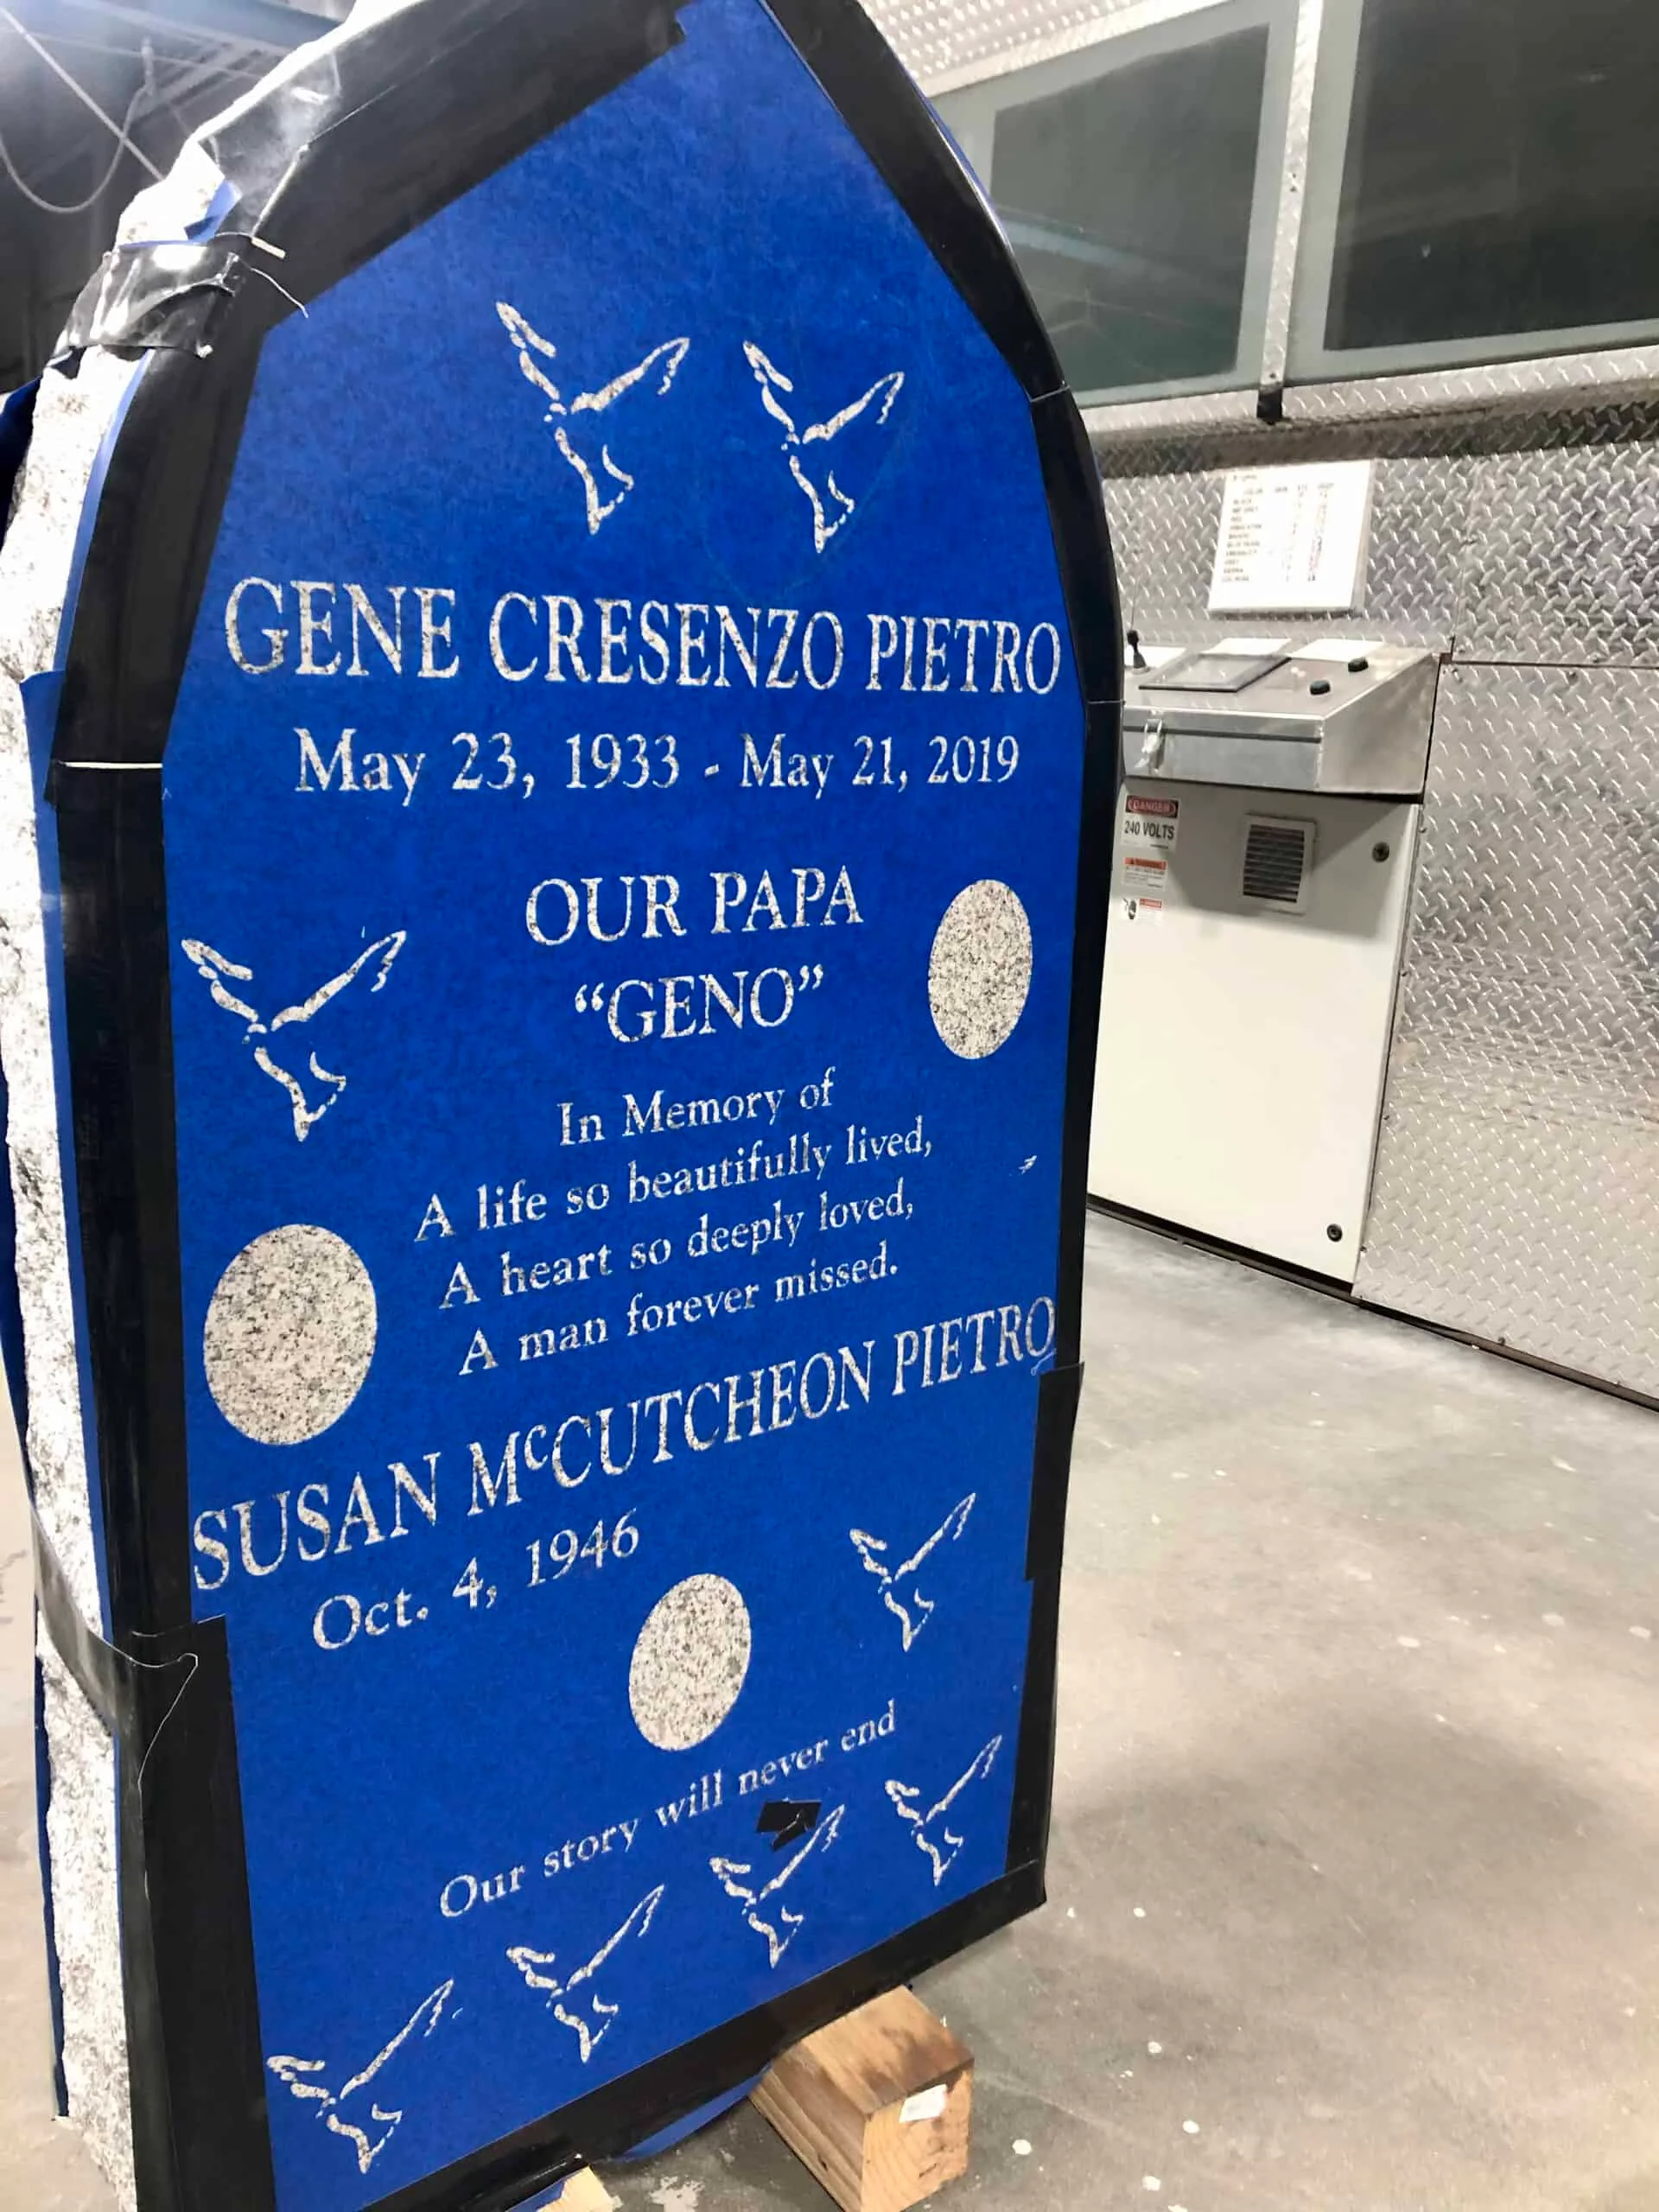 GENE CRESENZO PIETRO
May 23, 1933 - May 21, 2019
OUR PAPA
“GENO”
In Memory of
A life so beautifully lived,
A heart so deeply loved,
A man forever missed.
SUSAN McCUTCHEON PIETRO
Oct. 4, 1946
Our story will never end
DANGER
240 VOLTS